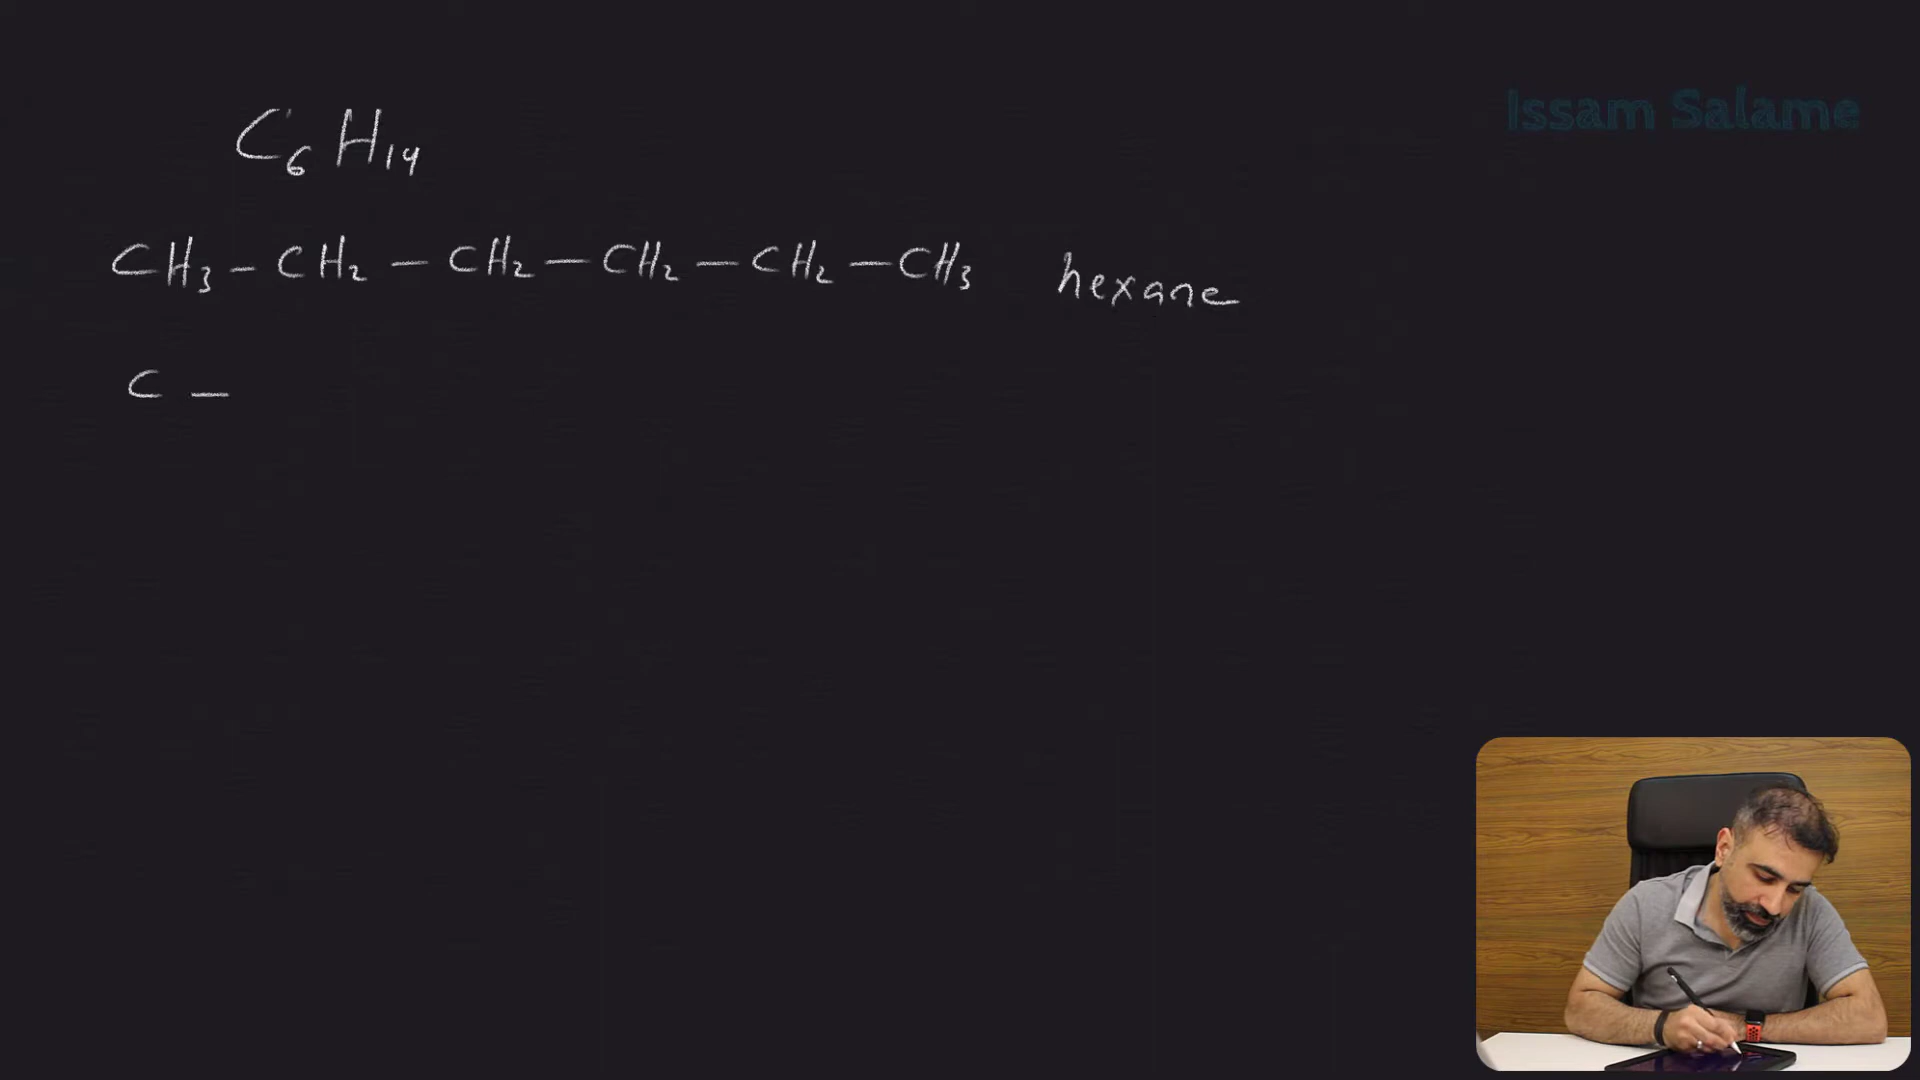 C₆H₁₄
Issam Salame
CH₃ – CH₂ – CH₂ – CH₂ – CH₂ – CH₃ hexane
C –